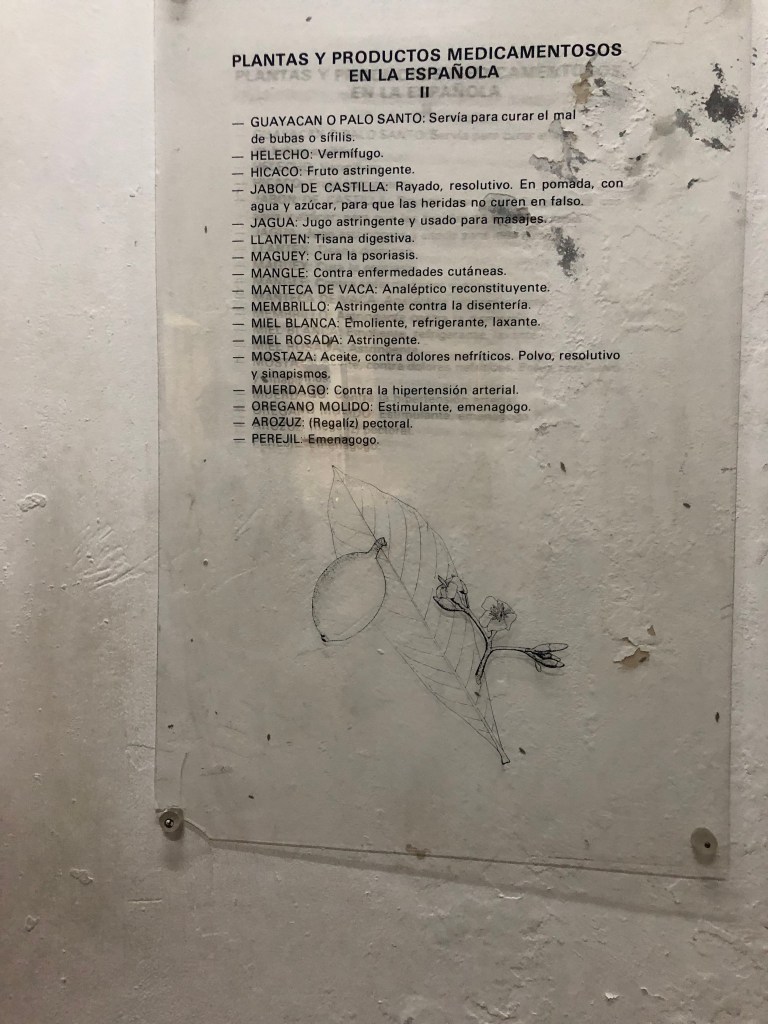 PLANTAS Y PRODUCTOS MEDICAMENTOSOS
EN LA ESPAÑOLA
II
— GUAYACAN O PALO SANTO: Servía para curar el mal
de bubas o sífilis.
— HELECHO: Vermífugo.
— HICACO: Fruto astringente.
— JABON DE CASTILLA: Rayado, resolutivo. En pomada, con
agua y azúcar, para que las heridas no curen en falso.
— JAGUA: Jugo astringente y usado para masajes.
— LLANTEN: Tisana digestiva.
— MAGUEY: Cura la psoriasis.
— MANGLE: Contra enfermedades cutáneas.
— MANTECA DE VACA: Analéptico reconstituyente.
— MEMBRILLO: Astringente contra la disentería.
— MIEL BLANCA: Emoliente, refrigerante, laxante.
— MIEL ROSADA: Astringente.
— MOSTAZA: Aceite, contra dolores nefríticos. Polvo, resolutivo
y sinapismos.
— MUERDAGO: Contra la hipertensión arterial.
— OREGANO MOLIDO: Estimulante, emenagogo.
— AROZUZ: (Regalíz) pectoral.
— PEREJIL. Emenagogo.